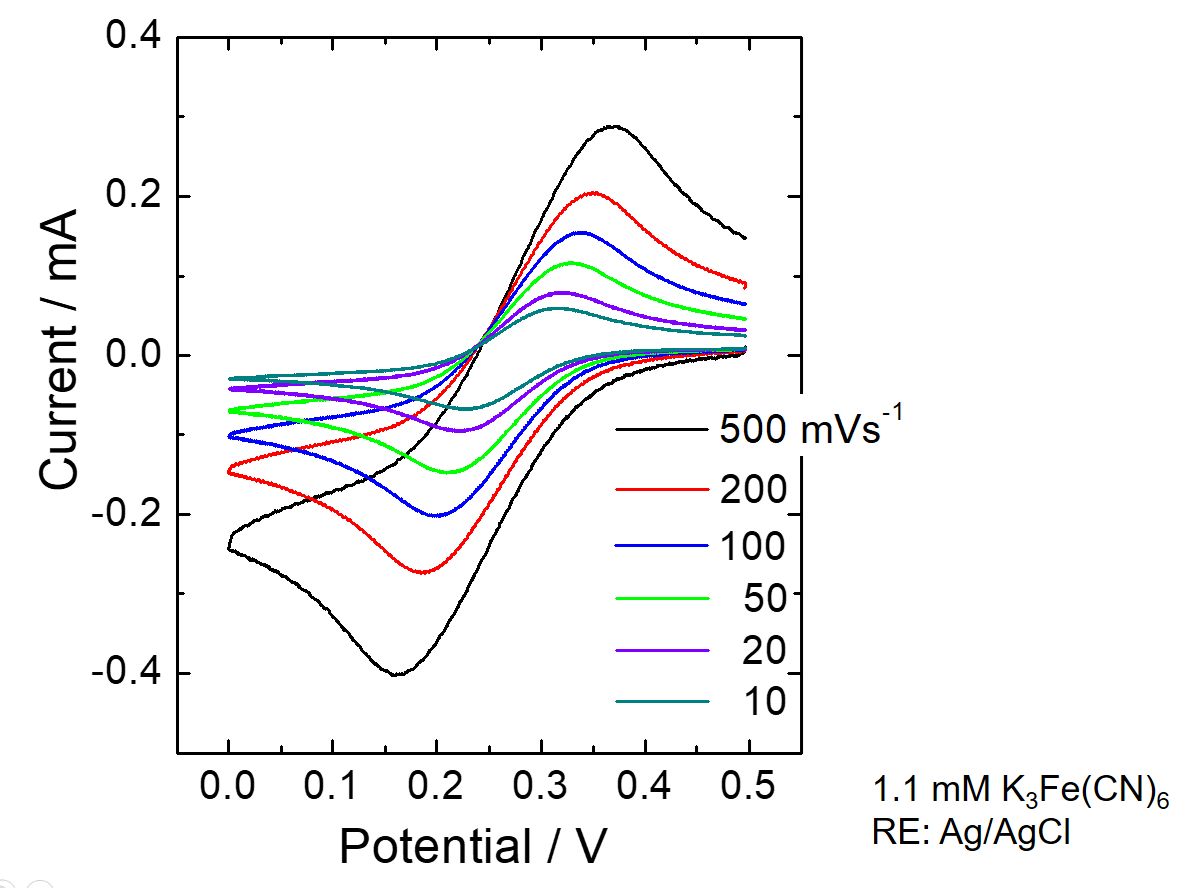 0.4
0.2
0.0
-0.2
-0.4
Current / mA
500 mVs⁻¹
200
100
50
20
10
0.0 0.1 0.2 0.3 0.4 0.5
Potential / V
1.1 mM K₃Fe(CN)₆
RE: Ag/AgCl